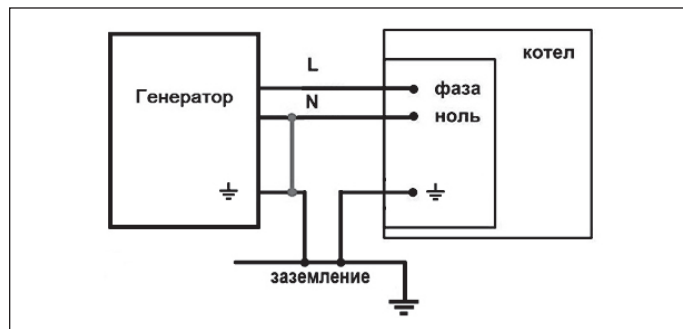 котел
L
фаза
Генератор
N
ноль
заземление